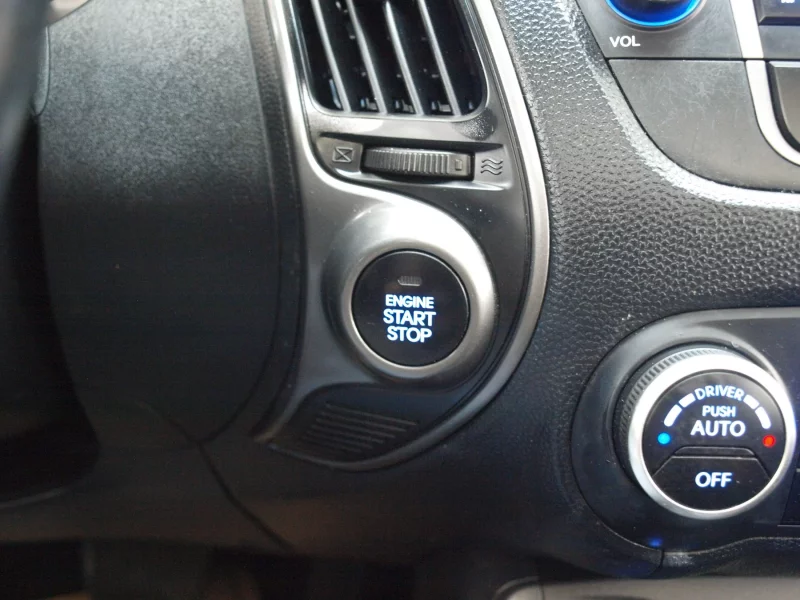 VOL
ENGINE
START
STOP
DRIVER
PUSH
AUTO
OFF